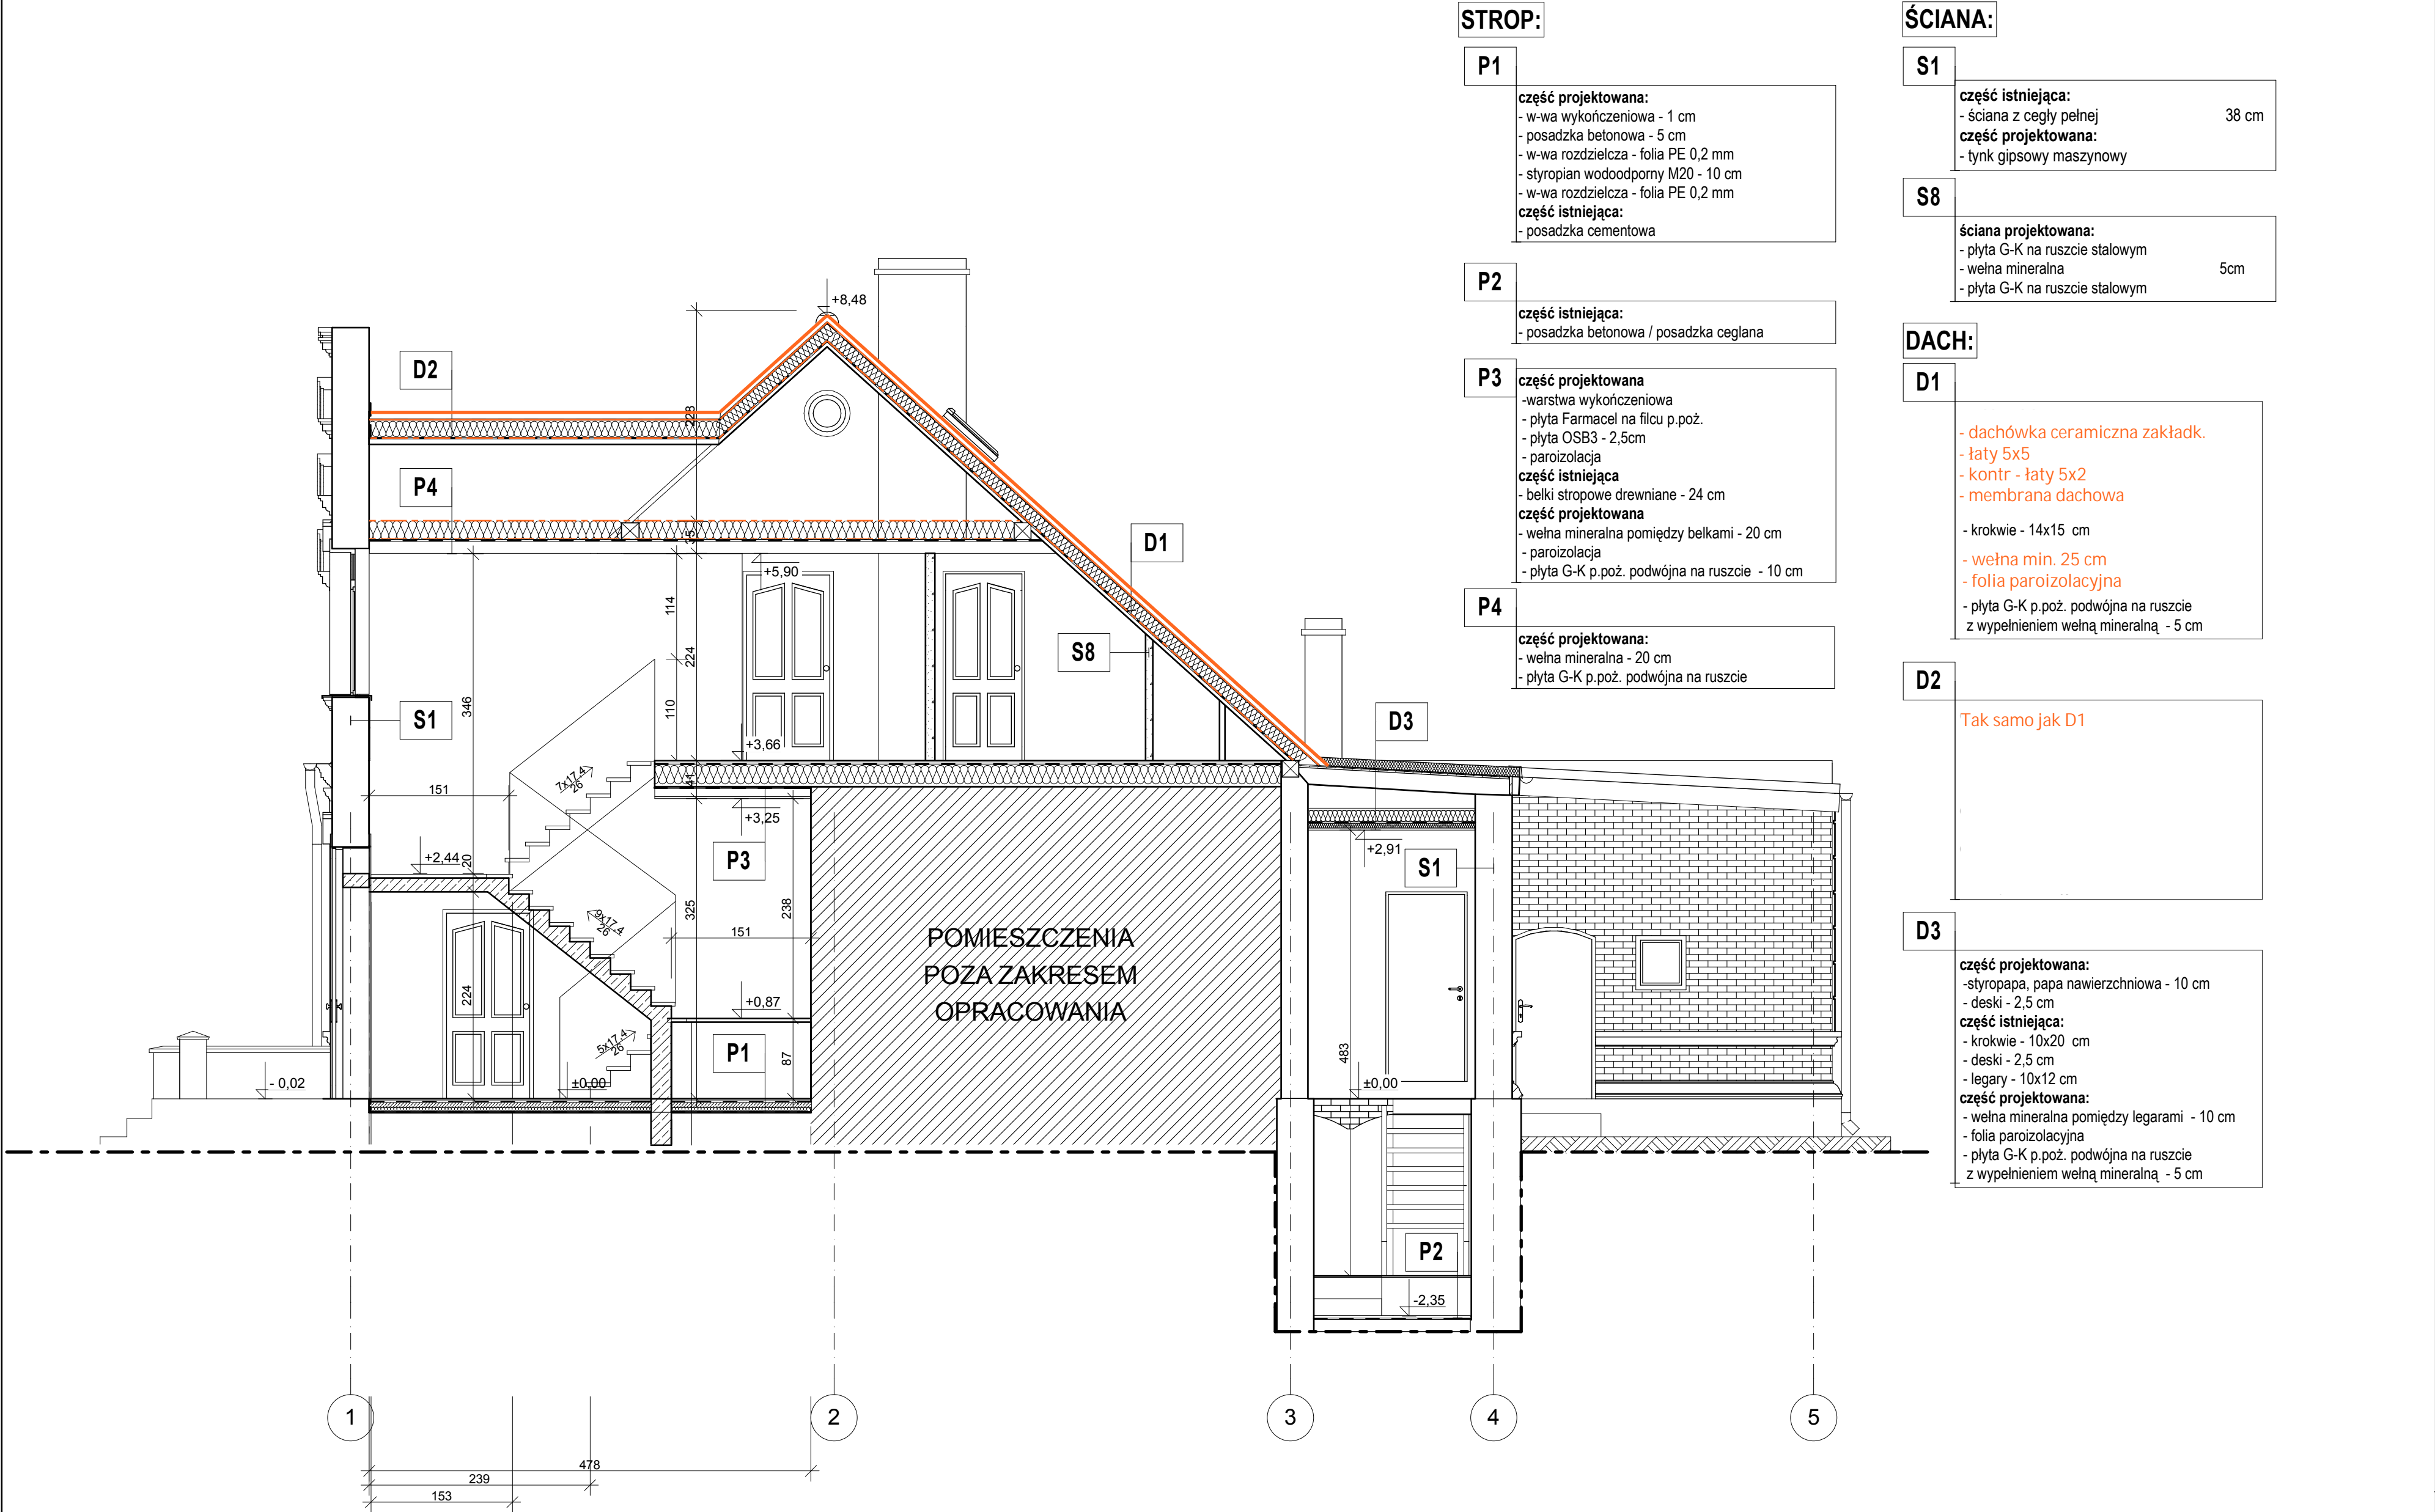 STROP:
P1
część projektowana:
- w-wa wykończeniowa - 1 cm
- posadzka betonowa - 5 cm
- w-wa rozdzielcza - folia PE 0,2 mm
- styropian wodoodporny M20 - 10 cm
- w-wa rozdzielcza - folia PE 0,2 mm
część istniejąca:
- posadzka cementowa
P2
część istniejąca:
- posadzka betonowa / posadzka ceglana
P3
część projektowana
-warstwa wykończeniowa
- płyta Farmacel na filcu p.poż.
- płyta OSB3 - 2,5cm
- paroizolacja
część istniejąca
- belki stropowe drewniane - 24 cm
część projektowana
- wełna mineralna pomiędzy belkami - 20 cm
- paroizolacja
- płyta G-K p.poż. podwójna na ruszcie - 10 cm
P4
część projektowana:
- wełna mineralna - 20 cm
- płyta G-K p.poż. podwójna na ruszcie
ŚCIANA:
S1
część istniejąca:
- ściana z cegły pełnej 38 cm
część projektowana:
- tynk gipsowy maszynowy
S8
ściana projektowana:
- płyta G-K na ruszcie stalowym
- wełna mineralna 5cm
- płyta G-K na ruszcie stalowym
DACH:
D1
- dachówka ceramiczna zakładk.
- łaty 5x5
- kontr - łaty 5x2
- membrana dachowa
- krokwie - 14x15 cm
- wełna min. 25 cm
- folia paroizolacyjna
- płyta G-K p.poż. podwójna na ruszcie
z wypełnieniem wełną mineralną - 5 cm
D2
Tak samo jak D1
D3
część projektowana:
-styropapa, papa nawierzchniowa - 10 cm
- deski - 2,5 cm
część istniejąca:
- krokwie - 10x20 cm
- deski - 2,5 cm
- legary - 10x12 cm
część projektowana:
- wełna mineralna pomiędzy legarami - 10 cm
- folia paroizolacyjna
- płyta G-K p.poż. podwójna na ruszcie
z wypełnieniem wełną mineralną - 5 cm
+8,48
D2
228
P4
35
D1
+5,90
114
224
S8
110
346
S1
+3,66
D3
7x17,4
26
41
151
+3,25
+2,91
+2,44
20
P3
S1
9x17,4
26
325
238
151
POMIESZCZENIA
POZA ZAKRESEM
OPRACOWANIA
224
+0,87
5x17,4
26
P1
87
483
- 0,02
±0,00
±0,00
P2
-2,35
1
2
3
4
5
478
239
153